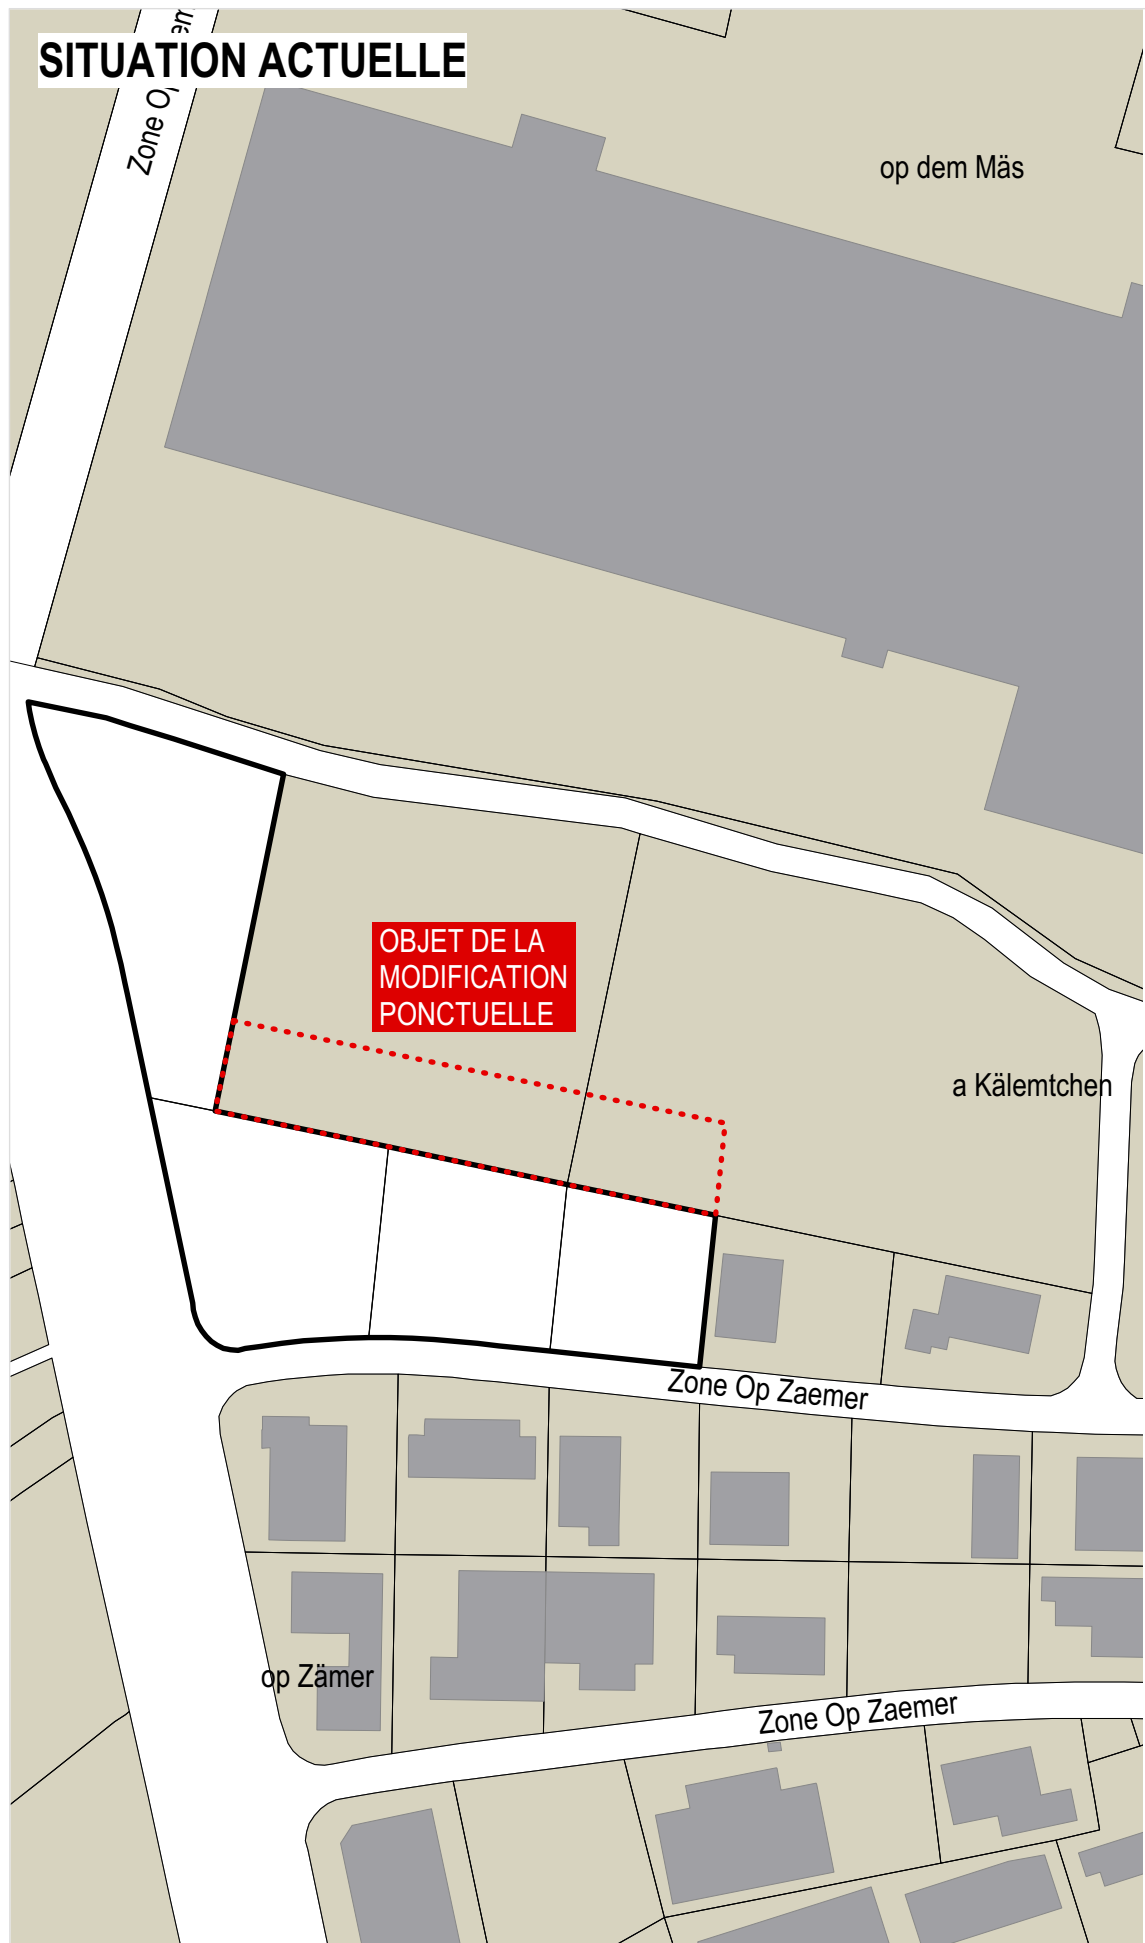 SITUATION ACTUELLE
Zone Op
op dem Mäs
OBJET DE LA
MODIFICATION
PONCTUELLE
a Kälemtchen
Zone Op Zaemer
op Zämer
Zone Op Zaemer